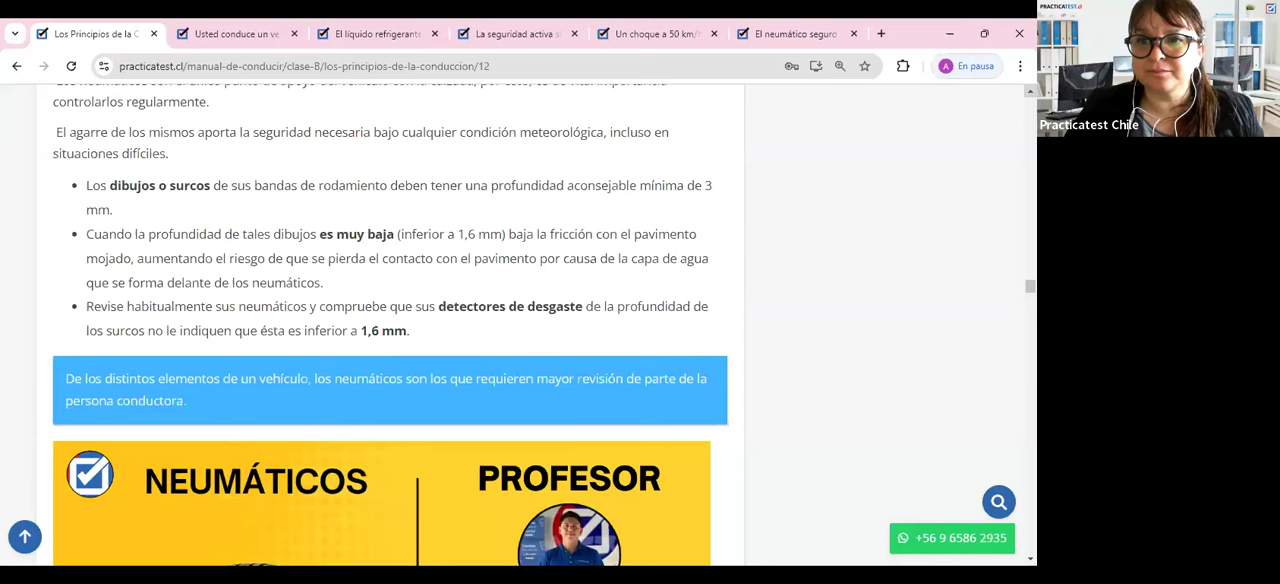 Los Principios de la C
Usted conduce un ve
El líquido refrigerante
La seguridad activa s
Un choque a 50 km/h
El neumático seguro
practicatest.cl/manual-de-conducir/clase-B/los-principios-de-la-conduccion/12
A En pausa
PRACTICATEST.cl
Practicatest Chile
controlarlos regularmente.
El agarre de los mismos aporta la seguridad necesaria bajo cualquier condición meteorológica, incluso en
situaciones difíciles.
• Los dibujos o surcos de sus bandas de rodamiento deben tener una profundidad aconsejable mínima de 3
mm.
• Cuando la profundidad de tales dibujos es muy baja (inferior a 1,6 mm) baja la fricción con el pavimento
mojado, aumentando el riesgo de que se pierda el contacto con el pavimento por causa de la capa de agua
que se forma delante de los neumáticos.
• Revise habitualmente sus neumáticos y compruebe que sus detectores de desgaste de la profundidad de
los surcos no le indiquen que ésta es inferior a 1,6 mm.
De los distintos elementos de un vehículo, los neumáticos son los que requieren mayor revisión de parte de la
persona conductora.
NEUMÁTICOS
PROFESOR
+56 9 6586 2935